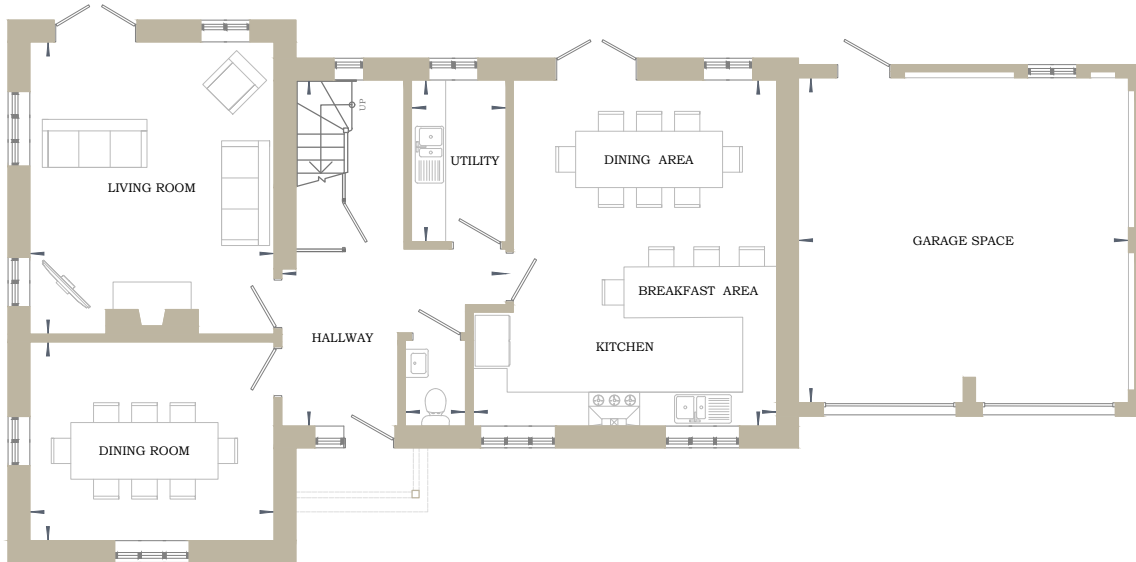 UP
UTILITY
DINING AREA
LIVING ROOM
GARAGE SPACE
BREAKFAST AREA
HALLWAY
KITCHEN
DINING ROOM